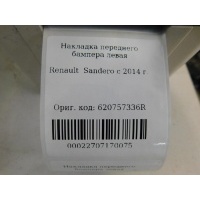 Накладка переднего
бампера левая
Renault Sandero с 2014 г
Ориг. код: 620757336R
00022707170075